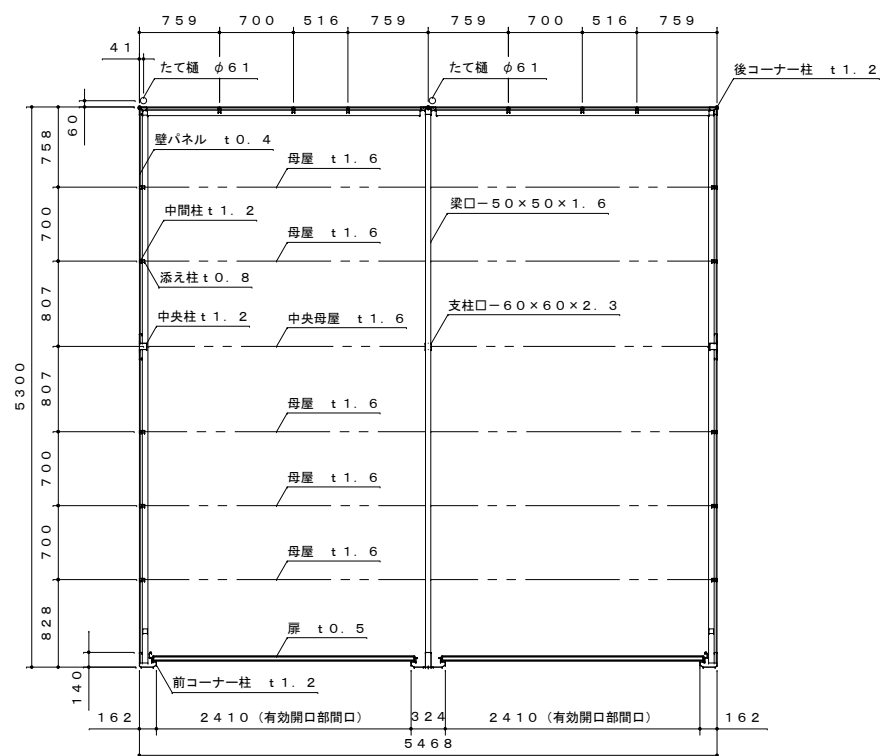 759 700 516 759 759 700 516 759
41
たて樋 φ61 たて樋 φ61
後コーナー柱 t1.2
60
758
壁パネル t0.4
母屋 t1.6
700
中間柱t1.2
梁口-50×50×1.6
母屋 t1.6
添え柱t0.8
807
中央柱t1.2
中央母屋 t1.6
支柱口-60×60×2.3
5300
807
母屋 t1.6
700
母屋 t1.6
700
母屋 t1.6
828
扉 t0.5
140
前コーナー柱 t1.2
162 2410(有効開口部間口) 324 2410(有効開口部間口) 162
5468